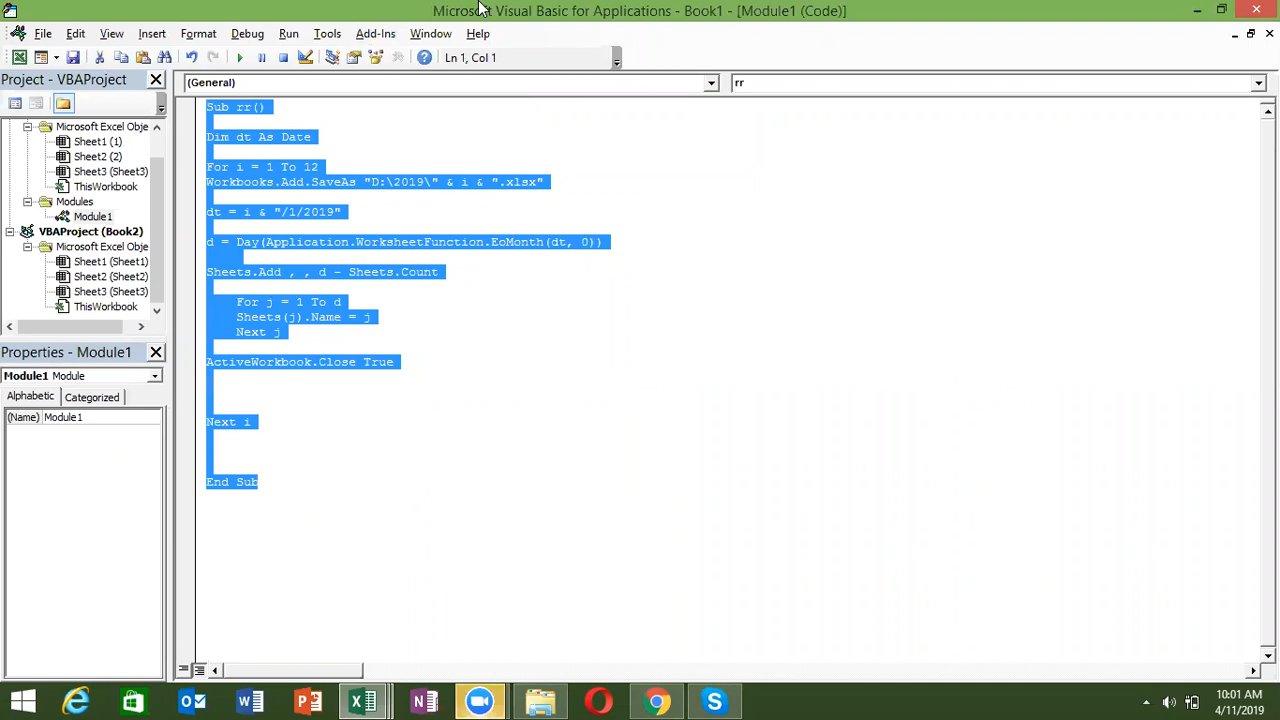 Microsoft Visual Basic for Applications - Book1 - [Module1 (Code)]
File Edit View Insert Format Debug Run Tools Add-Ins Window Help
Ln 1, Col 1
Project - VBAProject
(General)
rr
Microsoft Excel Obje
Sheet1 (1)
Sheet2 (2)
Sheet3 (Sheet3)
ThisWorkbook
Modules
Module1
VBAProject (Book2)
Microsoft Excel Obje
Sheet1 (Sheet1)
Sheet2 (Sheet2)
Sheet3 (Sheet3)
ThisWorkbook
Properties - Module1
Module1 Module
Alphabetic Categorized
(Name) Module1
Sub rr()
Dim dt As Date
For i = 1 To 12
Workbooks.Add.SaveAs "D:\2019\" & i & ".xlsx"
dt = i & "/1/2019"
d = Day(Application.WorksheetFunction.EoMonth(dt, 0))
Sheets.Add , , d - Sheets.Count
For j = 1 To d
Sheets(j).Name = j
Next j
ActiveWorkbook.Close True
Next i
End Sub
10:01 AM
4/11/2019